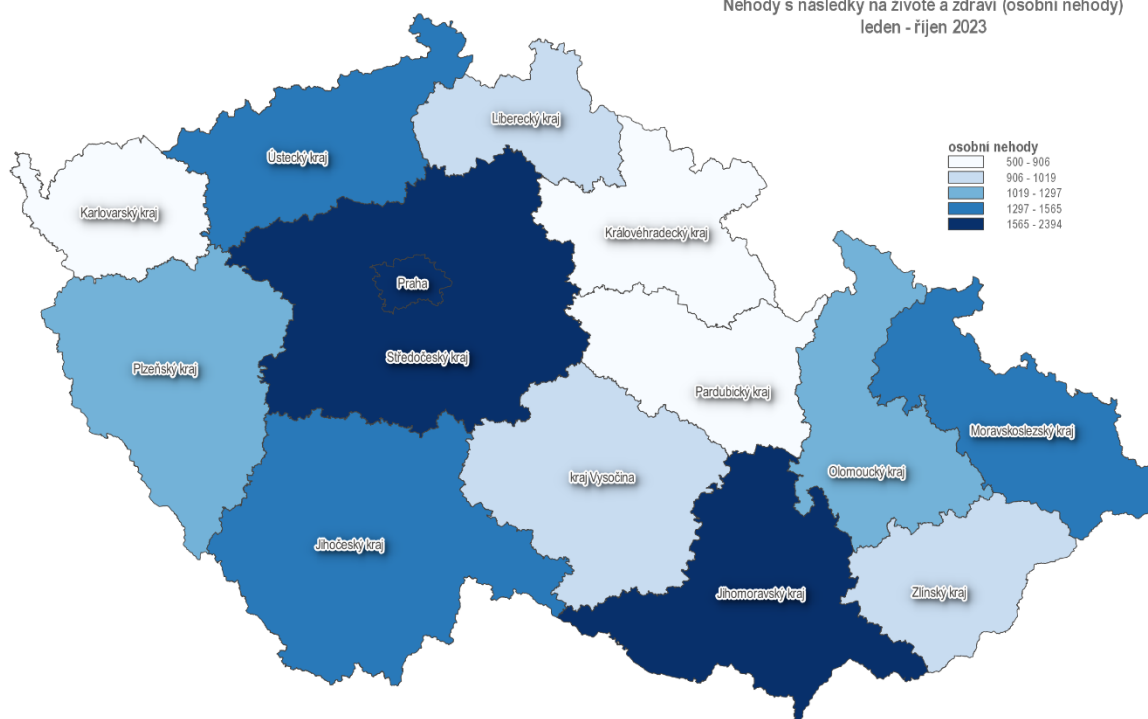 Nehody s následky na životě a zdraví (osobní nehody)
leden - říjen 2023
Liberecký kraj
Ústecký kraj
osobní nehody
500 - 906
906 - 1019
1019 - 1297
1297 - 1565
1565 - 2394
Karlovarský kraj
Královéhradecký kraj
Praha
Středočeský kraj
Plzeňský kraj
Pardubický kraj
Moravskoslezský kraj
Olomoucký kraj
kraj Vysočina
Jihočeský kraj
Jihomoravský kraj
Zlínský kraj